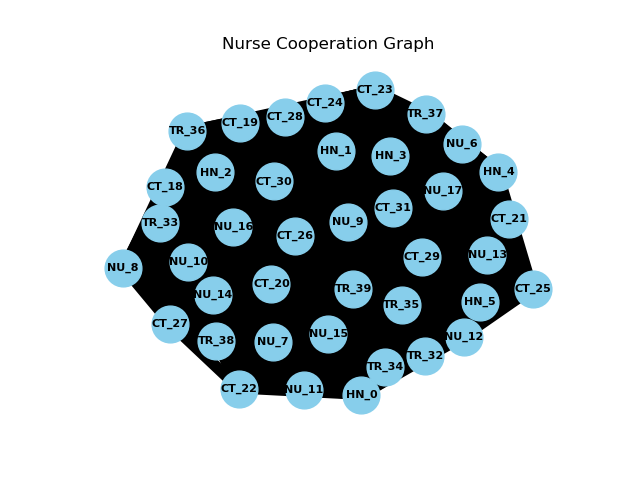 Nurse Cooperation Graph
CT_23
CT_24
TR_37
CT_28
CT_19
TR_36
NU_6
HN_1
HN_3
HN_2
HN_4
CT_30
CT_18
NU_17
CT_31
CT_21
NU_9
TR_33
NU_16
CT_26
NU_13
CT_29
NU_10
NU_8
CT_20
TR_39
CT_25
NU_14
HN_5
TR_35
CT_27
NU_15
NU_12
TR_38
NU_7
TR_32
TR_34
CT_22
NU_11
HN_0